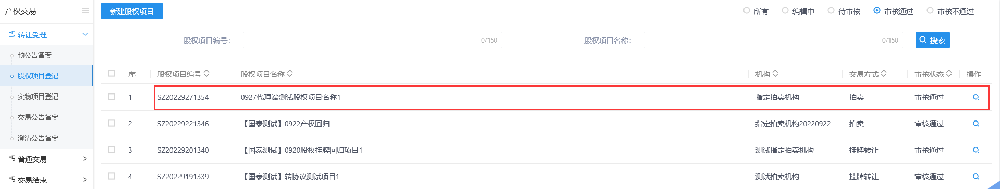 产权交易
新建股权项目
所有 编辑中 待审核 审核通过 审核不通过
转让受理
预公告备案
股权项目登记
实物项目登记
交易公告备案
澄清公告备案
普通交易
交易结束
股权项目编号： 0/150 股权项目名称： 0/150 搜索
序 股权项目编号 股权项目名称 机构 交易方式 审核状态 操作
1 SZ20229271354 0927代理端测试股权项目名称1 指定拍卖机构 拍卖 审核通过
2 SZ20229221346 【国泰测试】0922产权回归 指定拍卖机构20220922 拍卖 审核通过
3 SZ20229201340 【国泰测试】0920股权挂牌回归项目1 测试指定拍卖机构 挂牌转让 审核通过
4 SZ20229191339 【国泰测试】转协议测试项目1 测试拍卖机构 挂牌转让 审核通过